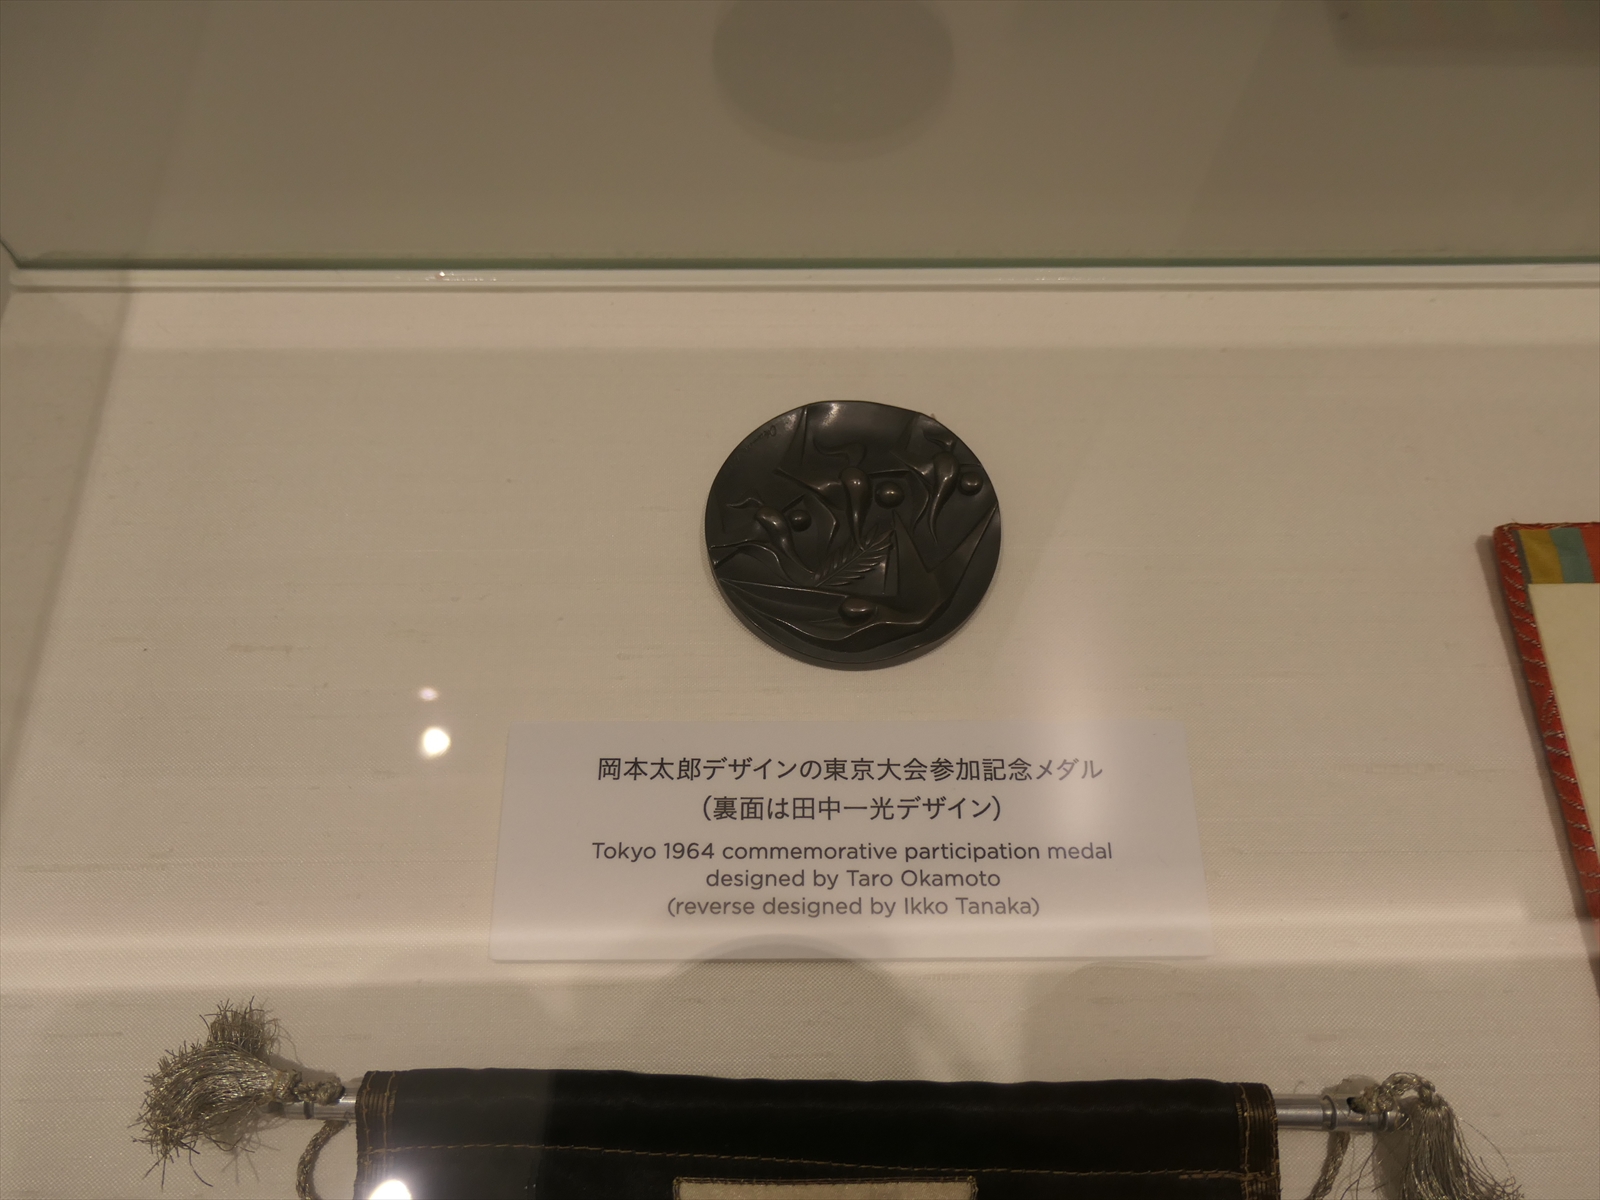 岡本太郎デザインの東京大会参加記念メダル
（裏面は田中一光デザイン）
Tokyo 1964 commemorative participation medal
designed by Taro Okamoto
(reverse designed by Ikko Tanaka)